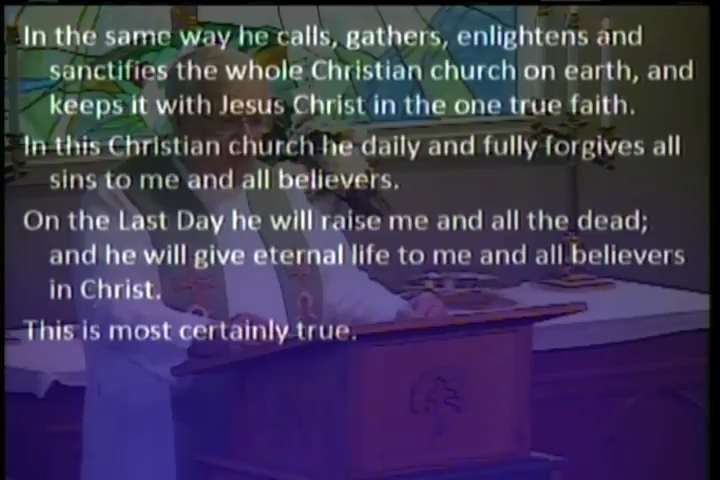 In the same way he calls, gathers, enlightens and
sanctifies the whole Christian church on earth, and
keeps it with Jesus Christ in the one true faith.
In this Christian church he daily and fully forgives all
sins to me and all believers.
On the Last Day he will raise me and all the dead;
and he will give eternal life to me and all believers
in Christ.
This is most certainly true.